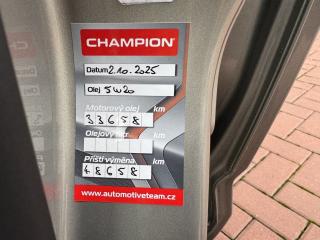 CHAMPION
Datum 2.10.2025
Olej 5W20
Motorový olej km
33658
Olejový filtr km
Příští výměna km
48658
www.automotiveteam.cz